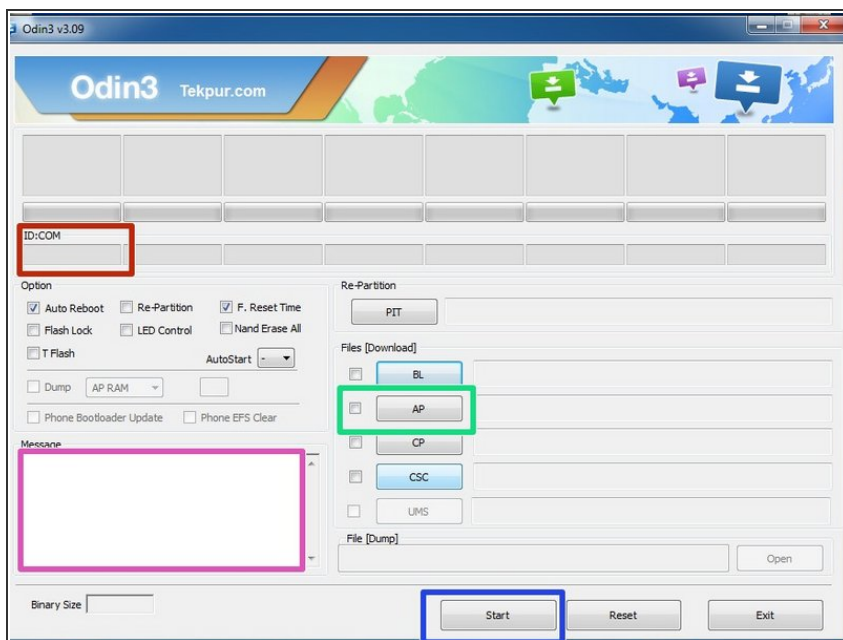 Odin3 v3.09
Odin3 Tekpur.com
ID:COM
Option
Auto Reboot Re-Partition F. Reset Time
Flash Lock LED Control Nand Erase All
T Flash AutoStart -
Dump AP RAM
Phone Bootloader Update Phone EFS Clear
Message
Re-Partition
PIT
Files [Download]
BL
AP
CP
CSC
UMS
File [Dump]
Open
Binary Size
Start Reset Exit